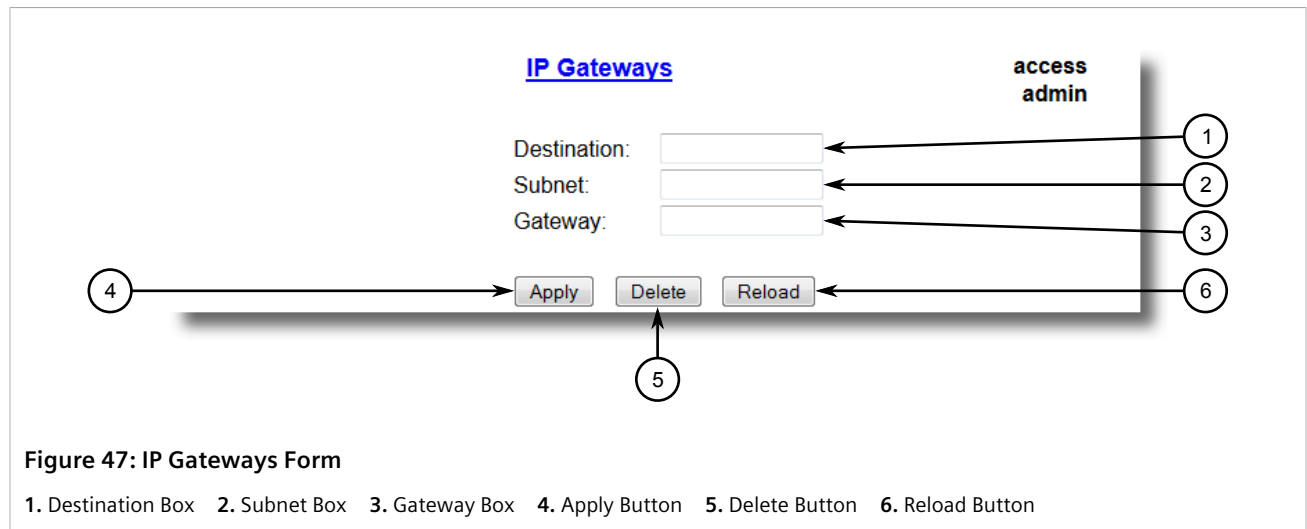 IP Gateways
access
admin
Destination:
1
Subnet:
2
Gateway:
3
4
Apply Delete Reload
6
5
Figure 47: IP Gateways Form
1. Destination Box 2. Subnet Box 3. Gateway Box 4. Apply Button 5. Delete Button 6. Reload Button